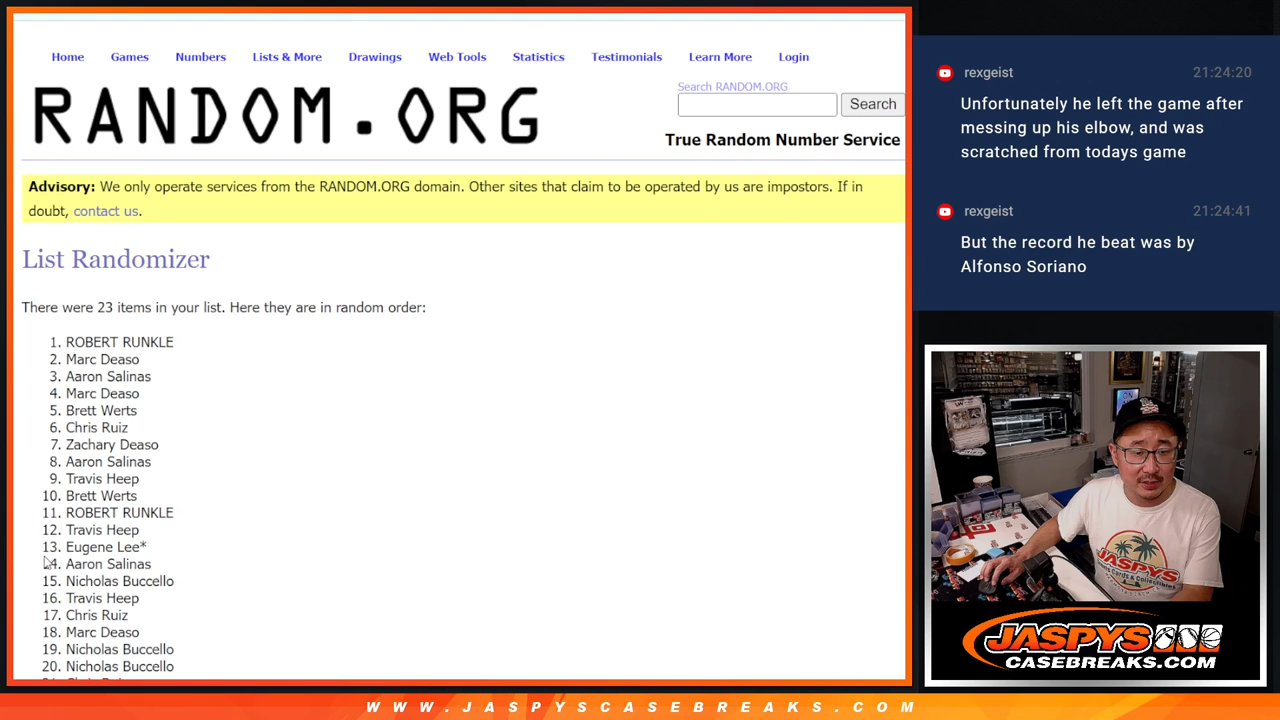 Home Games Numbers Lists & More Drawings Web Tools Statistics Testimonials Learn More Login
RANDOM.ORG
Search RANDOM.ORG
Search
True Random Number Service
Advisory: We only operate services from the RANDOM.ORG domain. Other sites that claim to be operated by us are impostors. If in
doubt, contact us.
List Randomizer
There were 23 items in your list. Here they are in random order:
1. ROBERT RUNKLE
2. Marc Deaso
3. Aaron Salinas
4. Marc Deaso
5. Brett Werts
6. Chris Ruiz
7. Zachary Deaso
8. Aaron Salinas
9. Travis Heep
10. Brett Werts
11. ROBERT RUNKLE
12. Travis Heep
13. Eugene Lee*
14. Aaron Salinas
15. Nicholas Buccello
16. Travis Heep
17. Chris Ruiz
18. Marc Deaso
19. Nicholas Buccello
20. Nicholas Buccello
rexgeist 21:24:20
Unfortunately he left the game after
messing up his elbow, and was
scratched from todays game
rexgeist 21:24:41
But the record he beat was by
Alfonso Soriano
JASPYS
JASPYS
CASEBREAKS.COM
WWW.JASPYSCASEBREAKS.COM